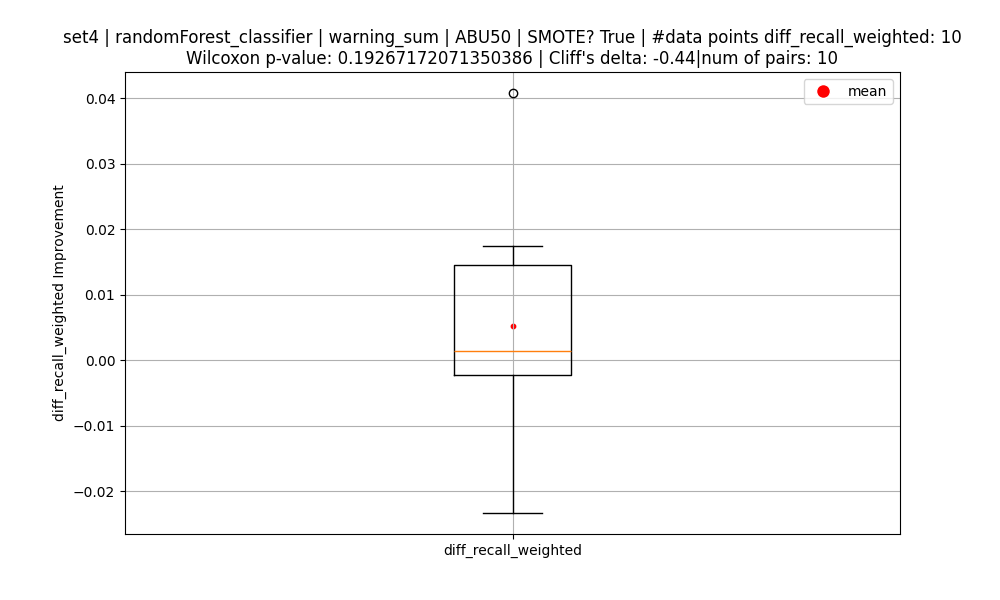 set4 | randomForest_classifier | warning_sum | ABU50 | SMOTE? True | #data points diff_recall_weighted: 10
Wilcoxon p-value: 0.19267172071350386 | Cliff's delta: -0.44|num of pairs: 10
mean
0.04
0.03
0.02
0.01
0.00
−0.01
−0.02
diff_recall_weighted Improvement
diff_recall_weighted